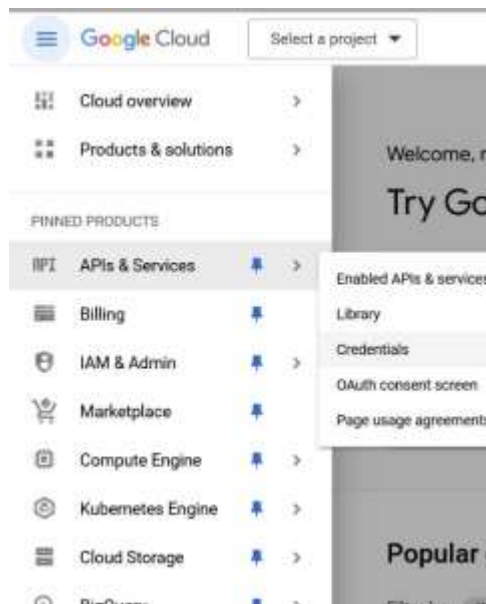 Google Cloud
Select a project
Cloud overview
Products & solutions
PINNED PRODUCTS
API APIs & Services
Billing
IAM & Admin
Marketplace
Compute Engine
Kubernetes Engine
Cloud Storage
Enabled APIs & services
Library
Credentials
OAuth consent screen
Page usage agreements
Welcome,
Try Go
Popular